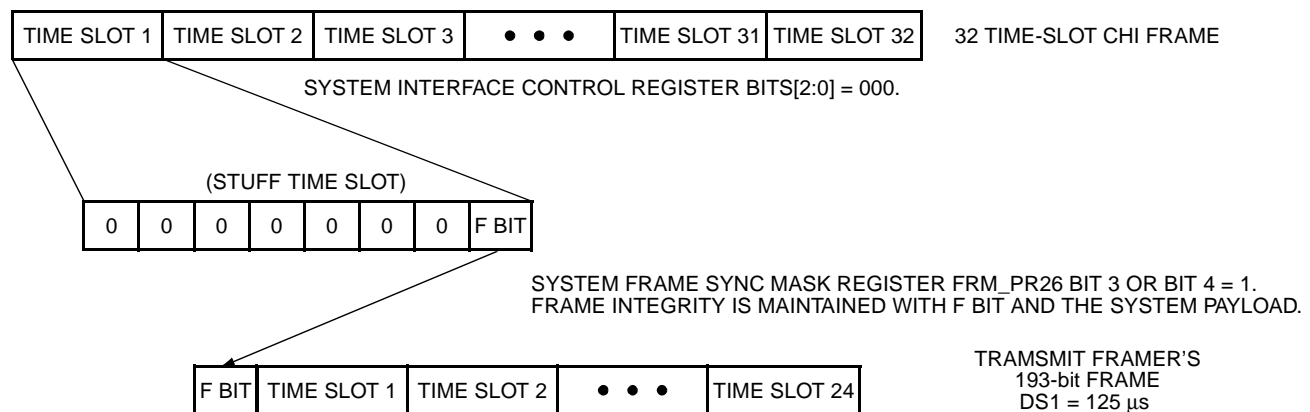 TIME SLOT 1 TIME SLOT 2 TIME SLOT 3 • • • TIME SLOT 31 TIME SLOT 32 32 TIME-SLOT CHI FRAME
SYSTEM INTERFACE CONTROL REGISTER BITS[2:0] = 000.
(STUFF TIME SLOT)
0 0 0 0 0 0 0 F BIT
SYSTEM FRAME SYNC MASK REGISTER FRM_PR26 BIT 3 OR BIT 4 = 1.
FRAME INTEGRITY IS MAINTAINED WITH F BIT AND THE SYSTEM PAYLOAD.
F BIT TIME SLOT 1 TIME SLOT 2 • • • TIME SLOT 24
TRAMSMIT FRAMER'S
193-bit FRAME
DS1 = 125 µs